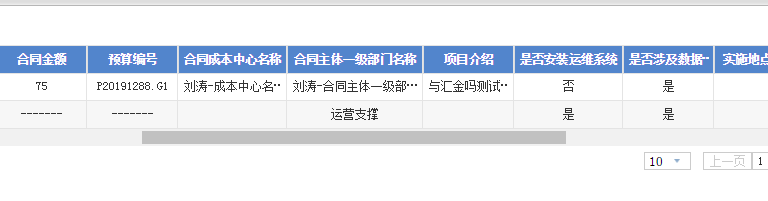 合同金额 预算编号 合同成本中心名称 合同主体一级部门名称 项目介绍 是否安装运维系统 是否涉及数据·· 实施地点
75 P20191288.G1 刘涛-成本中心名·· 刘涛-合同主体一级部··· 与汇金吗测试·· 否 是
------- ------- 运营支撑 是 是
10 上一页 1